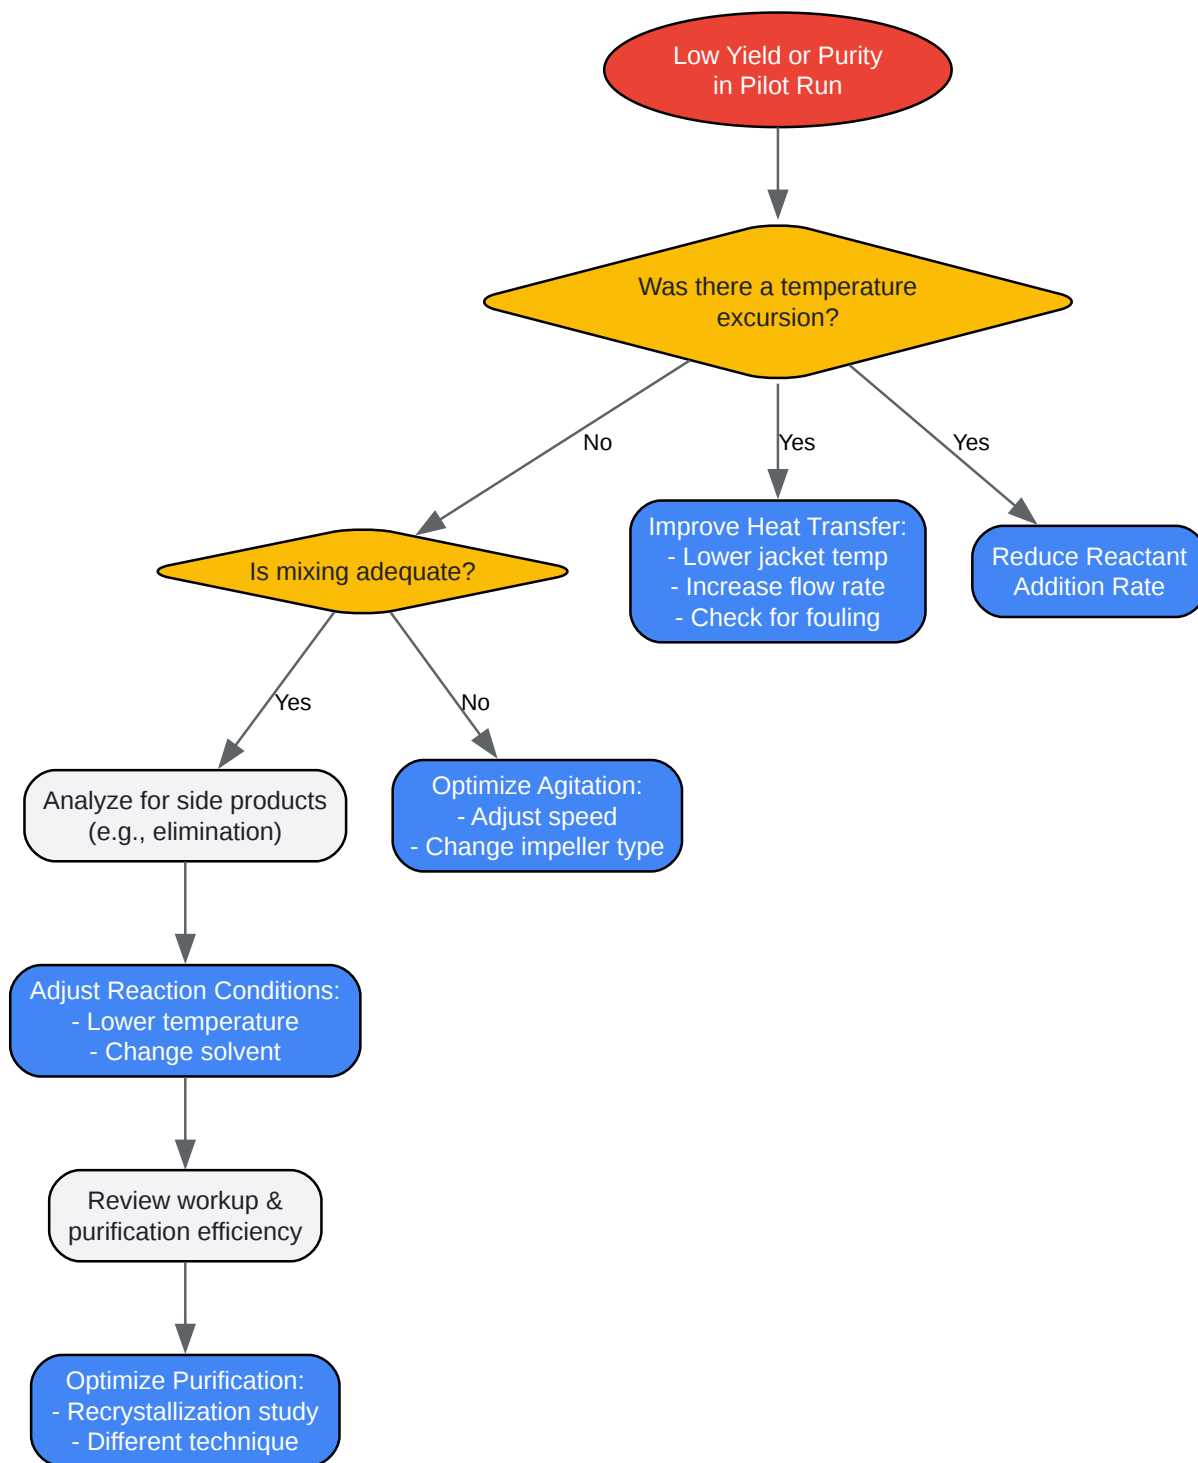 Low Yield or Purity
in Pilot Run
Was there a temperature
excursion?
No
Yes
Yes
Improve Heat Transfer:
- Lower jacket temp
- Increase flow rate
- Check for fouling
Reduce Reactant
Addition Rate
Is mixing adequate?
Yes
No
Analyze for side products
(e.g., elimination)
Optimize Agitation:
- Adjust speed
- Change impeller type
Adjust Reaction Conditions:
- Lower temperature
- Change solvent
Review workup &
purification efficiency
Optimize Purification:
- Recrystallization study
- Different technique